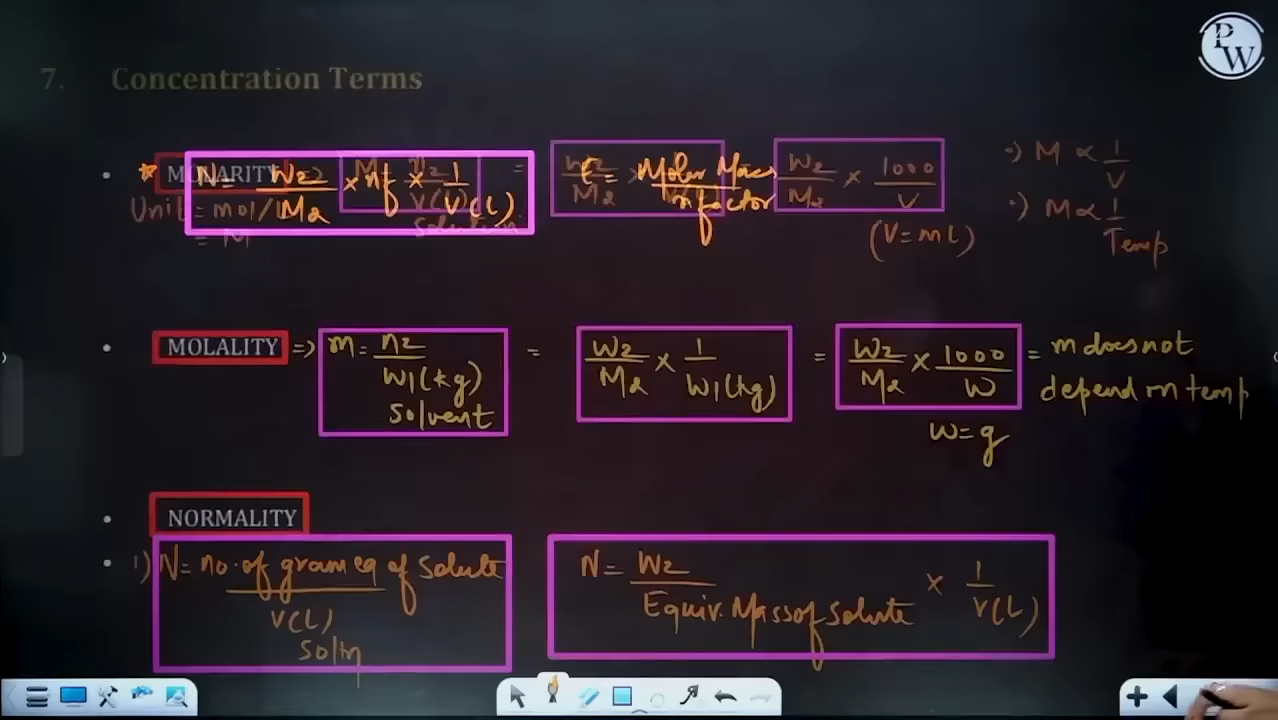 PW
7. Concentration Terms
• * MOLARITY
N = W2/M2 × nf × 1/V(L)
E = Molar Mass/n factor
W2/M2 × 1000/V
(V = mL)
Unit = mol/L
= M
solution
·) M ∝ 1/V
·) M ∝ 1/Temp
• MOLALITY => m = n2/W1(kg) solvent = W2/M2 × 1/W1(kg) = W2/M2 × 1000/W = m does not
depend on temp
W = g
• NORMALITY
• 1) N = no. of gram eq of solute/V(L) soln
N = W2/Equiv. Mass of solute × 1/V(L)